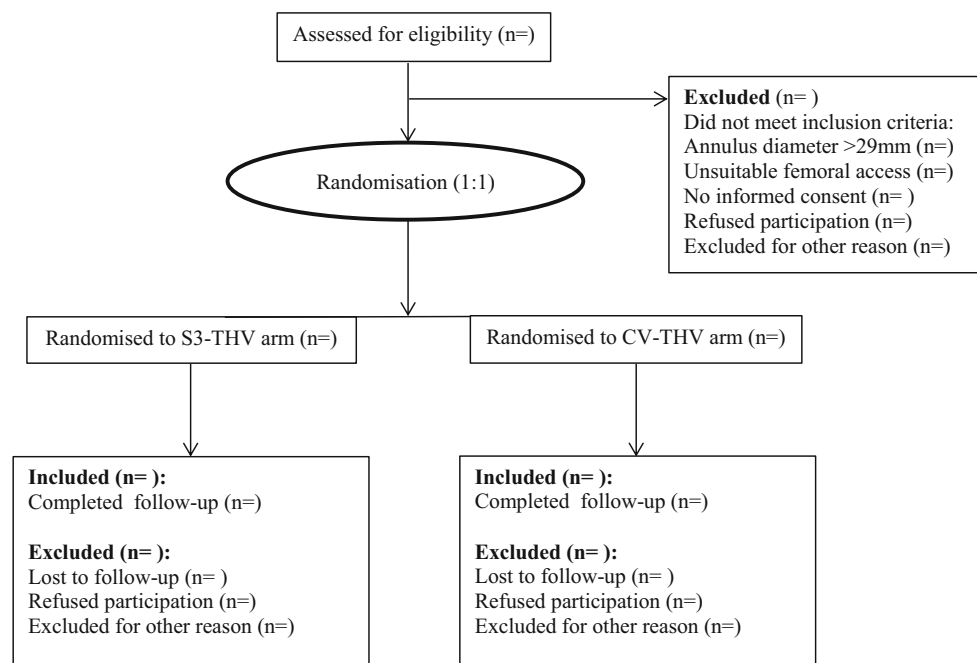 Assessed for eligibility (n=)
Excluded (n= )
Did not meet inclusion criteria:
Annulus diameter >29mm (n=)
Unsuitable femoral access (n=)
No informed consent (n= )
Refused participation (n=)
Excluded for other reason (n=)
Randomisation (1:1)
Randomised to S3-THV arm (n=)
Randomised to CV-THV arm (n=)
Included (n= ):
Completed  follow-up (n=)
Excluded (n= ):
Lost to follow-up (n= )
Refused participation (n=)
Excluded for other reason (n=)
Included (n= ):
Completed  follow-up (n=)
Excluded (n= ):
Lost to follow-up (n= )
Refused participation (n=)
Excluded for other reason (n=)